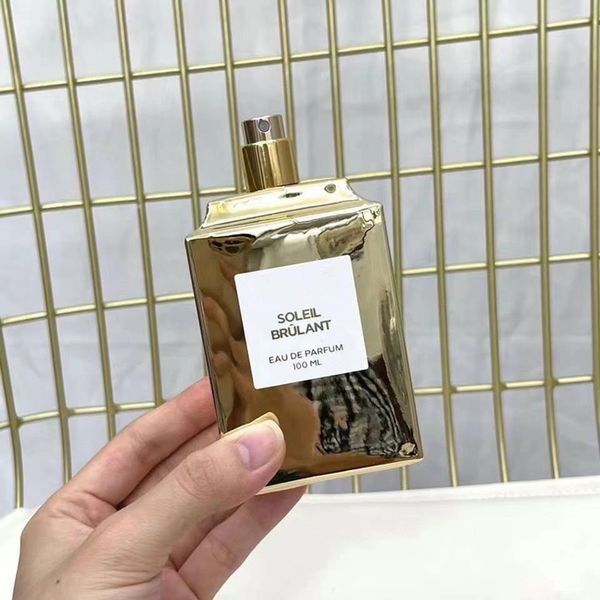 SOLEIL
BRÛLANT
EAU DE PARFUM
100 ML